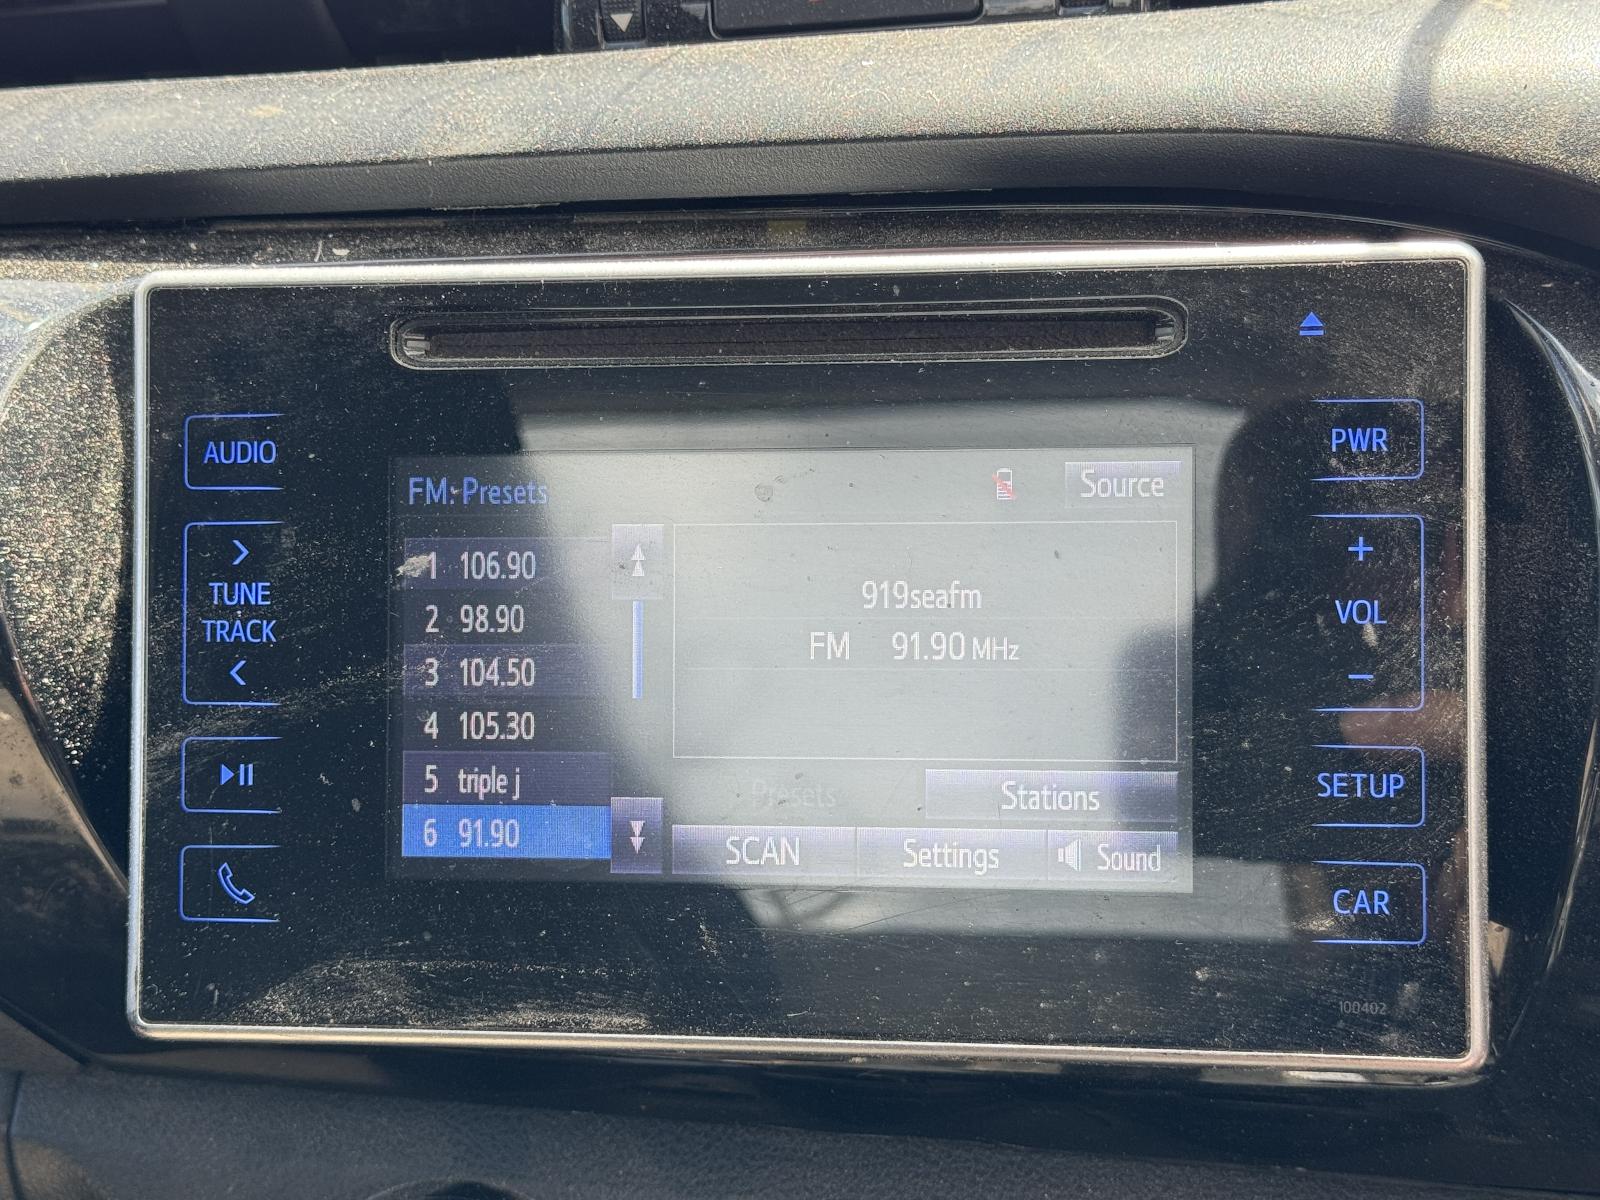 AUDIO
TUNE
TRACK
FM: Presets
Source
1 106.90
2 98.90
3 104.50
4 105.30
5 triple j
6 91.90
919seafm
FM 91.90 MHz
Presets
Stations
SCAN
Settings
Sound
PWR
+
VOL
−
SETUP
CAR
100402